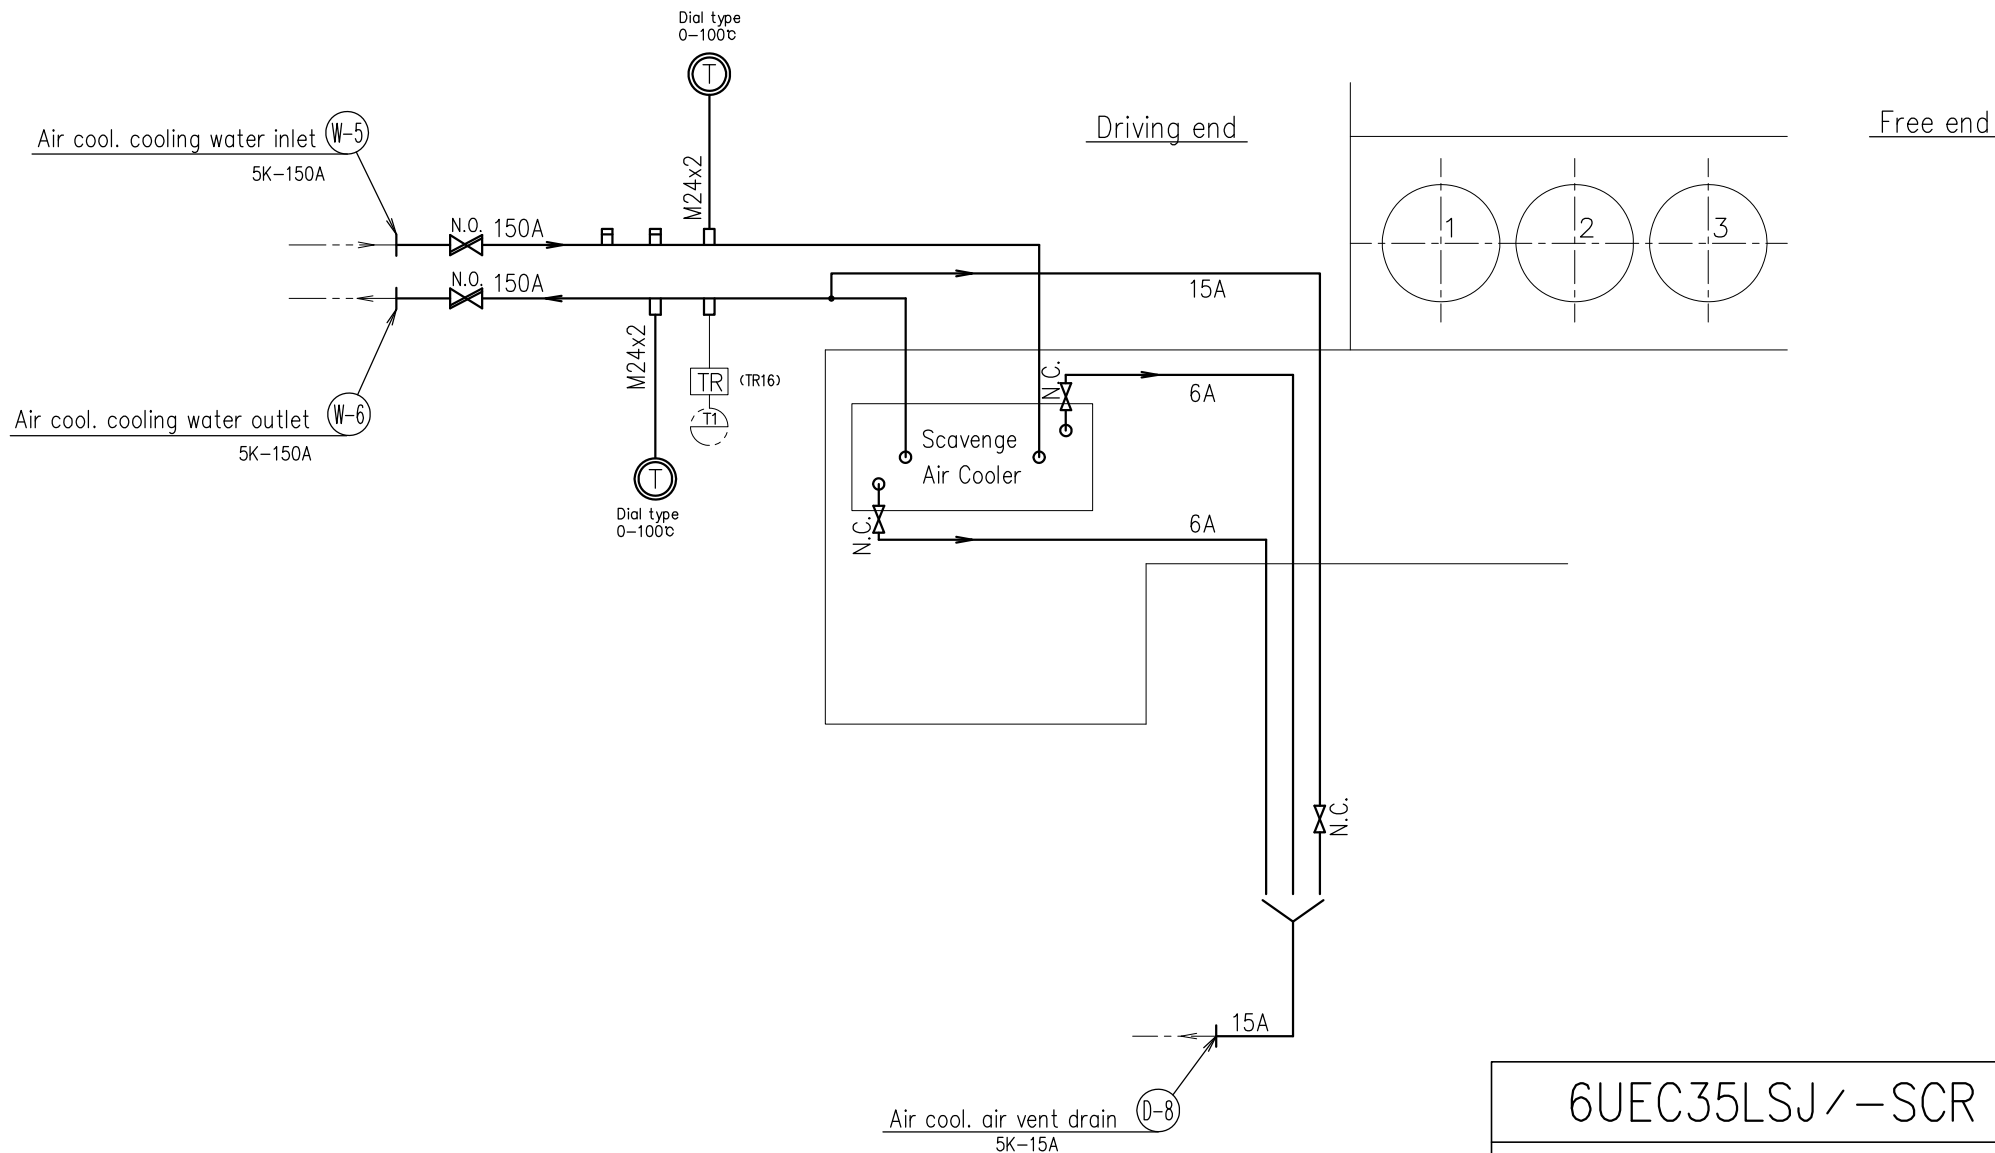 Dial type
0-100℃
T
Air cool. cooling water inlet
W-5
5K-150A
M24x2
Driving end
Free end
N.O.
150A
1
2
3
N.O.
150A
15A
M24x2
TR
(TR16)
T1
N.C.
6A
Air cool. cooling water outlet
W-6
5K-150A
Scavenge
Air Cooler
T
Dial type
0-100℃
N.C.
6A
N.C.
15A
Air cool. air vent drain
D-8
5K-15A
6UEC35LSJ/-SCR